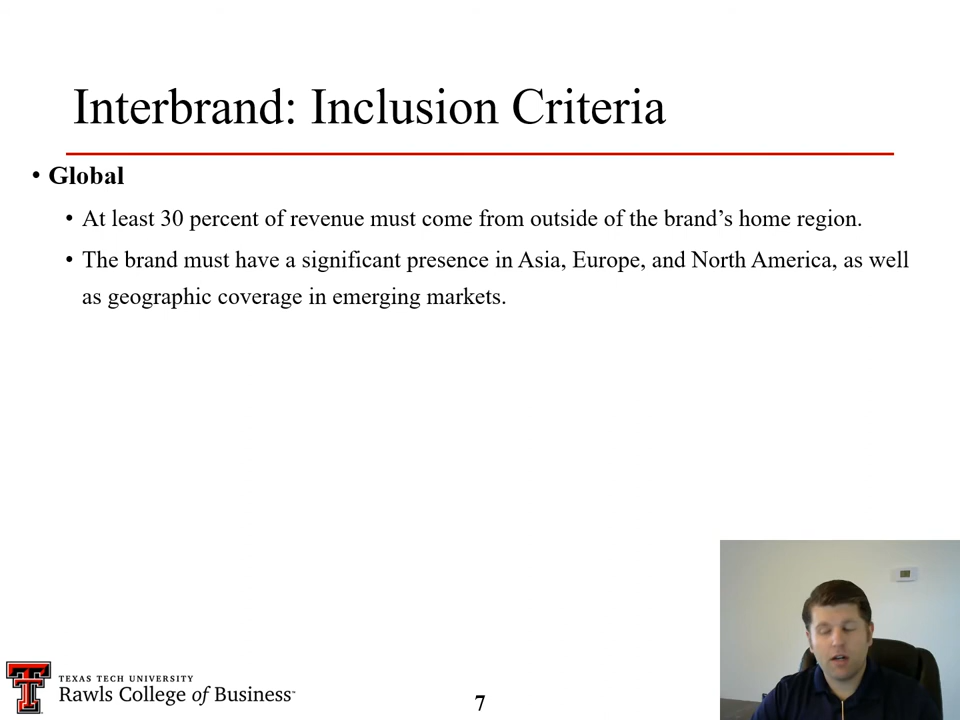 Interbrand: Inclusion Criteria
• Global
• At least 30 percent of revenue must come from outside of the brand’s home region.
• The brand must have a significant presence in Asia, Europe, and North America, as well
as geographic coverage in emerging markets.
TEXAS TECH UNIVERSITY
Rawls College of Business™
7